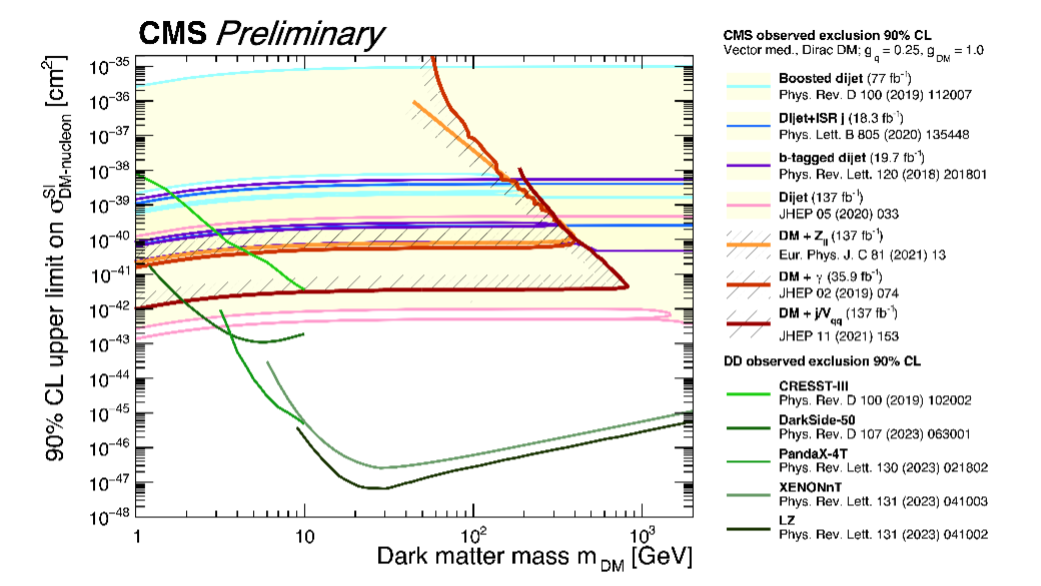 CMS Preliminary
90% CL upper limit on σ^SI_DM-nucleon [cm²]
10⁻³⁵
10⁻³⁶
10⁻³⁷
10⁻³⁸
10⁻³⁹
10⁻⁴⁰
10⁻⁴¹
10⁻⁴²
10⁻⁴³
10⁻⁴⁴
10⁻⁴⁵
10⁻⁴⁶
10⁻⁴⁷
10⁻⁴⁸
1 10 10² 10³
Dark matter mass m_DM [GeV]
CMS observed exclusion 90% CL
Vector med., Dirac DM; g_q = 0.25, g_DM = 1.0
Boosted dijet (77 fb⁻¹)
Phys. Rev. D 100 (2019) 112007
Dijet+ISR j (18.3 fb⁻¹)
Phys. Lett. B 805 (2020) 135448
b-tagged dijet (19.7 fb⁻¹)
Phys. Rev. Lett. 120 (2018) 201801
Dijet (137 fb⁻¹)
JHEP 05 (2020) 033
DM + Z_ll (137 fb⁻¹)
Eur. Phys. J. C 81 (2021) 13
DM + γ (35.9 fb⁻¹)
JHEP 02 (2019) 074
DM + j/V_qq (137 fb⁻¹)
JHEP 11 (2021) 153
DD observed exclusion 90% CL
CRESST-III
Phys. Rev. D 100 (2019) 102002
DarkSide-50
Phys. Rev. D 107 (2023) 063001
PandaX-4T
Phys. Rev. Lett. 130 (2023) 021802
XENONnT
Phys. Rev. Lett. 131 (2023) 041003
LZ
Phys. Rev. Lett. 131 (2023) 041002